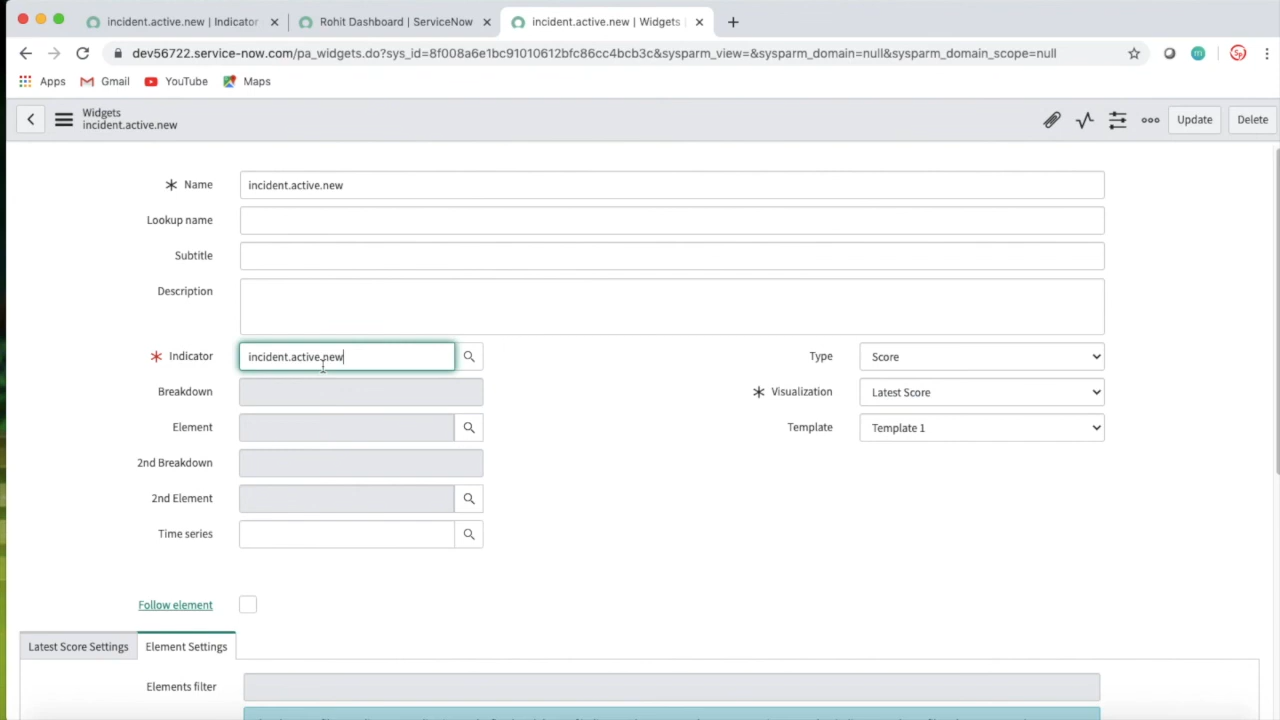 incident.active.new | Indicator
Rohit Dashboard | ServiceNow
incident.active.new | Widgets
dev56722.service-now.com/pa_widgets.do?sys_id=8f008a6e1bc91010612bfc86cc4bcb3c&sysparm_view=&sysparm_domain=null&sysparm_domain_scope=null
m
Apps
Gmail
YouTube
Maps
Widgets
incident.active.new
Update
Delete
Name
incident.active.new
Lookup name
Subtitle
Description
Indicator
incident.active.new
Type
Score
Breakdown
Visualization
Latest Score
Element
Template
Template 1
2nd Breakdown
2nd Element
Time series
Follow element
Latest Score Settings
Element Settings
Elements filter